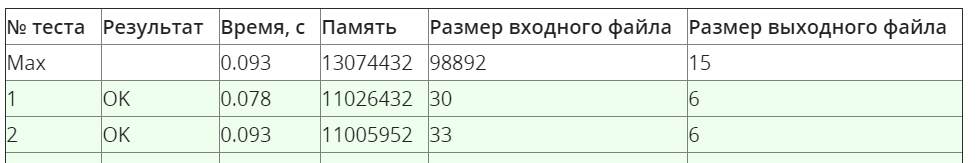 № теста Результат Время, с Память Размер входного файла Размер выходного файла
Max 0.093 13074432 98892 15
1 OK 0.078 11026432 30 6
2 OK 0.093 11005952 33 6